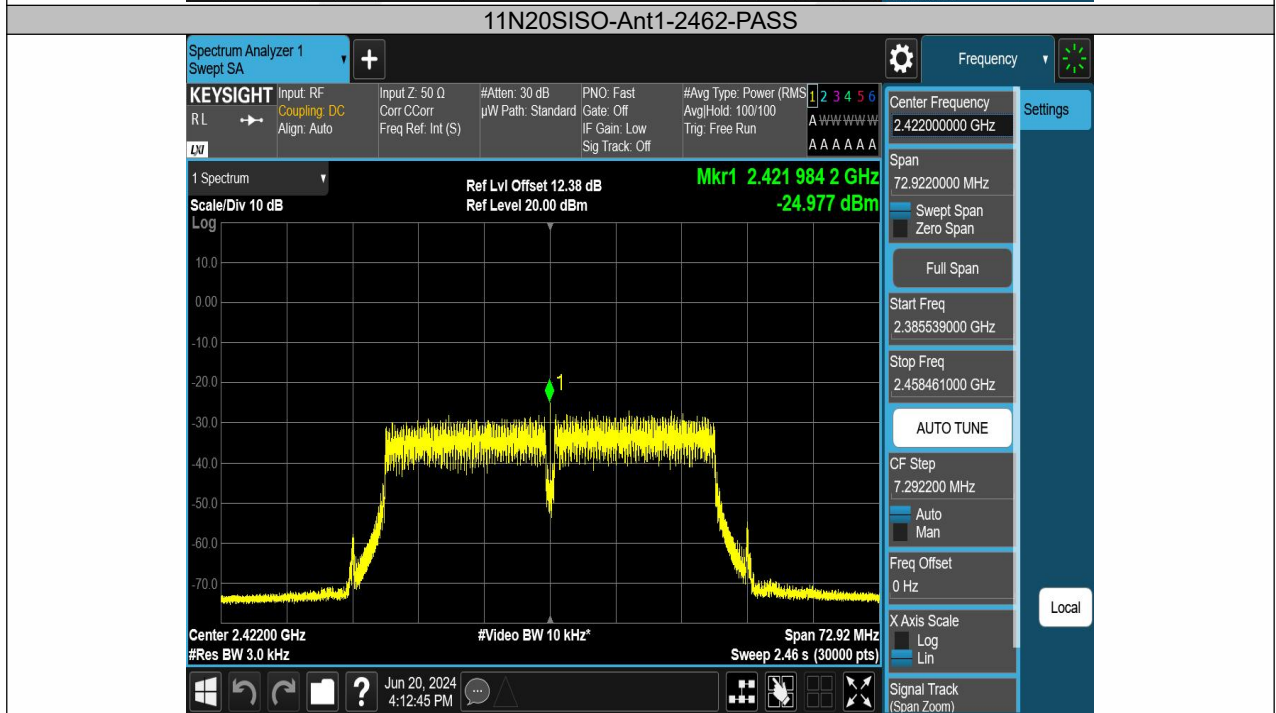 11N20SISO-Ant1-2462-PASS
Spectrum Analyzer 1
Swept SA
+
Frequency
KEYSIGHT
RL
LXI
Input: RF
Coupling: DC
Align: Auto
Input Z: 50 Ω
Corr CCorr
Freq Ref: Int (S)
#Atten: 30 dB
µW Path: Standard
PNO: Fast
Gate: Off
IF Gain: Low
Sig Track: Off
#Avg Type: Power (RMS
Avg|Hold: 100/100
Trig: Free Run
1 2 3 4 5 6
A W W W W W
A A A A A A
1 Spectrum
Scale/Div 10 dB
Log
Ref Lvl Offset 12.38 dB
Ref Level 20.00 dBm
Mkr1 2.421 984 2 GHz
-24.977 dBm
10.0
0.00
-10.0
-20.0
-30.0
-40.0
-50.0
-60.0
-70.0
1
Center 2.42200 GHz
#Res BW 3.0 kHz
#Video BW 10 kHz*
Span 72.92 MHz
Sweep 2.46 s (30000 pts)
Center Frequency
2.422000000 GHz
Settings
Span
72.9220000 MHz
Swept Span
Zero Span
Full Span
Start Freq
2.385539000 GHz
Stop Freq
2.458461000 GHz
AUTO TUNE
CF Step
7.292200 MHz
Auto
Man
Freq Offset
0 Hz
X Axis Scale
Log
Lin
Local
Signal Track
(Span Zoom)
?
Jun 20, 2024
4:12:45 PM